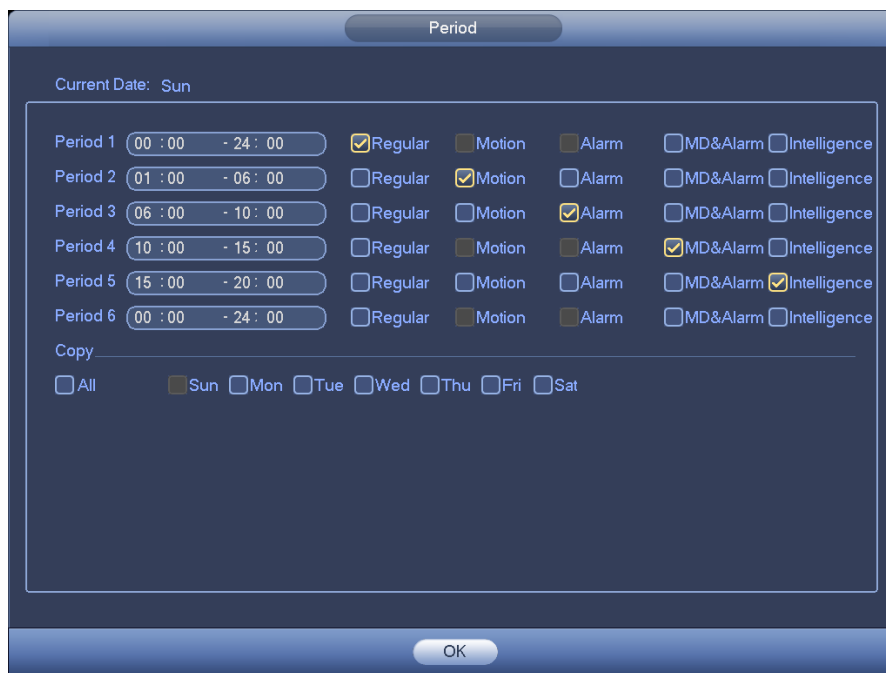 Period
Current Date: Sun
Period 1 00 :00 - 24 : 00 Regular Motion Alarm MD&Alarm Intelligence
Period 2 01 :00 - 06 : 00 Regular Motion Alarm MD&Alarm Intelligence
Period 3 06 :00 - 10 : 00 Regular Motion Alarm MD&Alarm Intelligence
Period 4 10 :00 - 15 : 00 Regular Motion Alarm MD&Alarm Intelligence
Period 5 15 :00 - 20 : 00 Regular Motion Alarm MD&Alarm Intelligence
Period 6 00 :00 - 24 : 00 Regular Motion Alarm MD&Alarm Intelligence
Copy
All Sun Mon Tue Wed Thu Fri Sat
OK